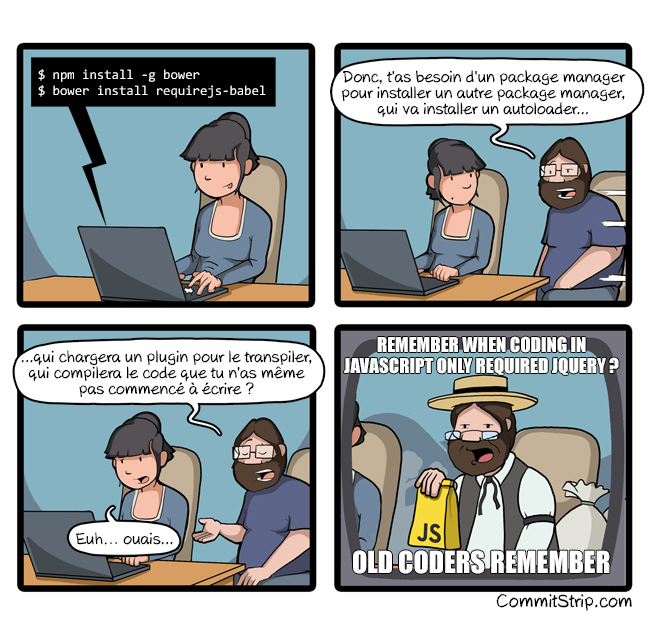 $ npm install -g bower
$ bower install requirejs-babel
Donc, t'as besoin d'un package manager
pour installer un autre package manager,
qui va installer un autoloader...
...qui chargera un plugin pour le transpiler,
qui compilera le code que tu n'as même
pas commencé à écrire ?
Euh... ouais...
REMEMBER WHEN CODING IN
JAVASCRIPT ONLY REQUIRED JQUERY ?
JS
OLD CODERS REMEMBER
CommitStrip.com